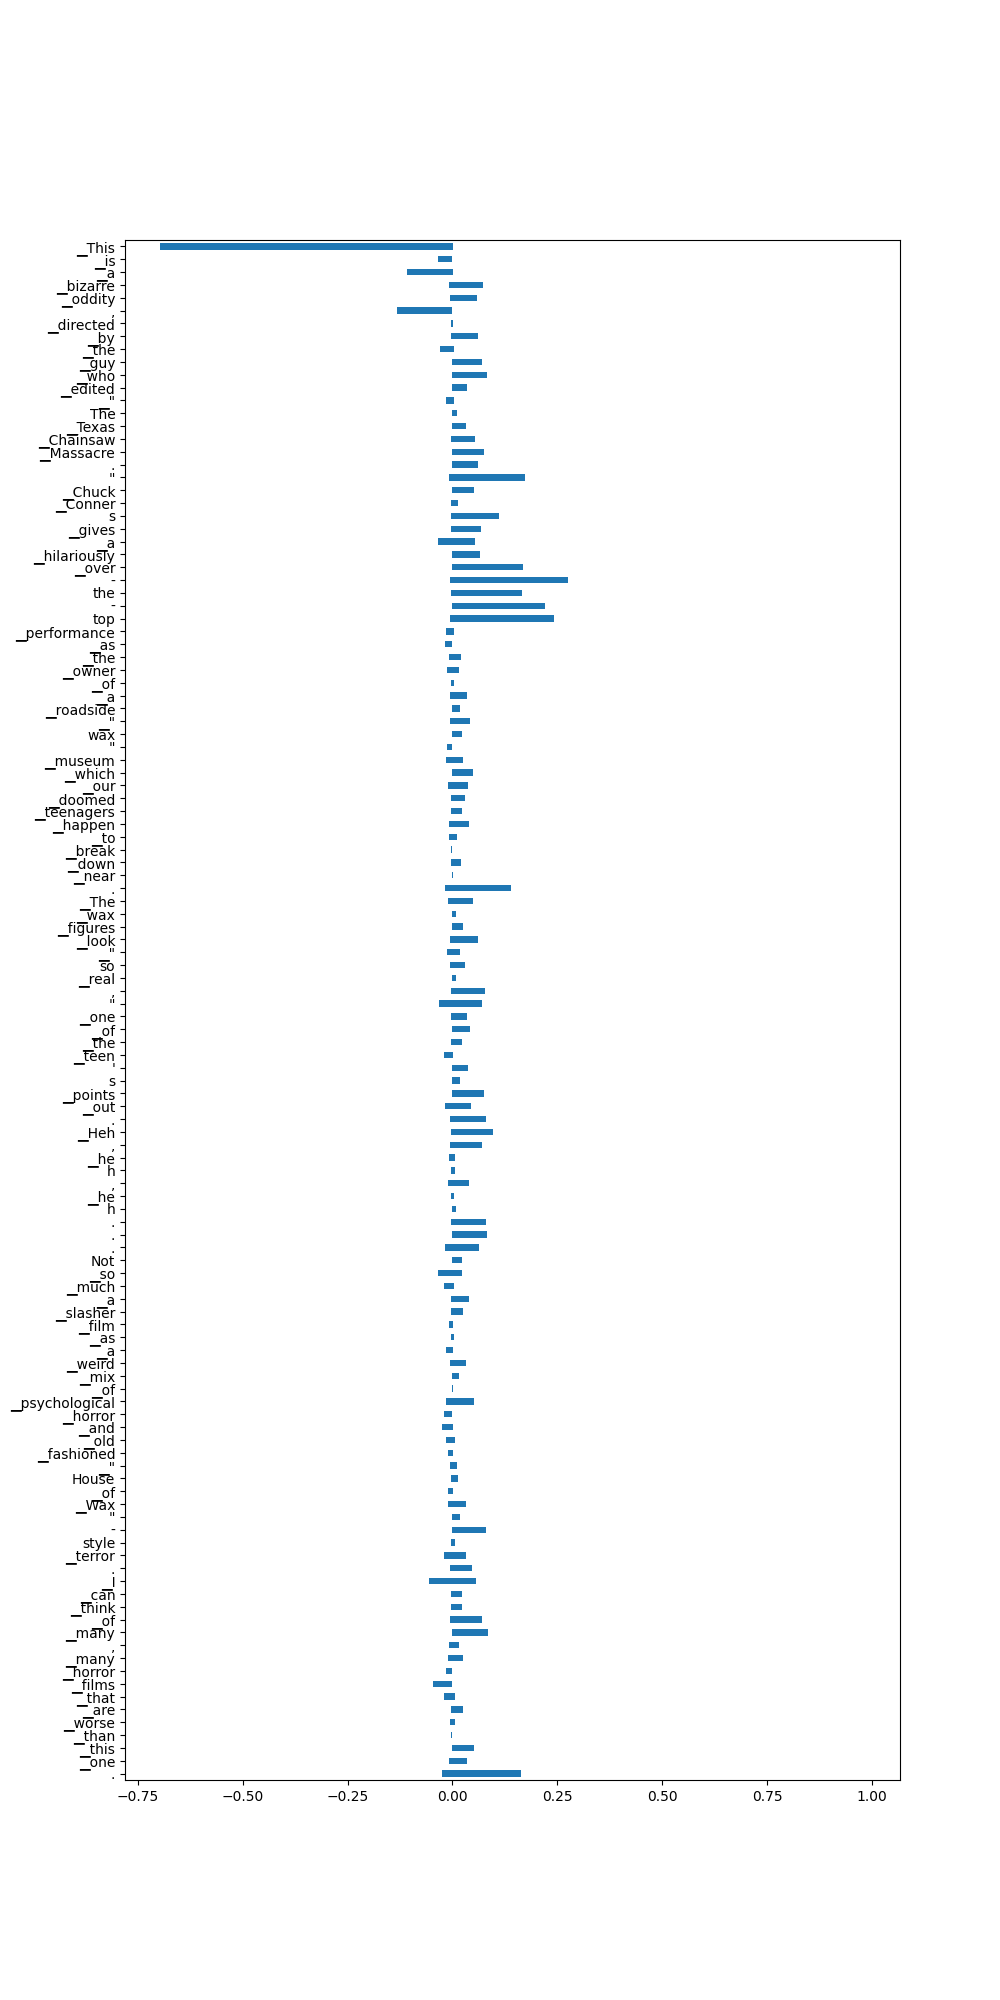 _This
_is
_a
_bizarre
_oddity
,
_directed
_by
_the
_guy
_who
_edited
_"
The
_Texas
_Chainsaw
_Massacre
.
"
_Chuck
_Conner
s
_gives
_a
_hilariously
_over
-
the
-
top
_performance
_as
_the
_owner
_of
_a
_roadside
_"
wax
"
_museum
_which
_our
_doomed
_teenagers
_happen
_to
_break
_down
_near
.
_The
_wax
_figures
_look
_"
so
_real
,
"
_one
_of
_the
_teen
'
s
_points
_out
.
_Heh
,
_he
h
,
_he
h
.
.
.
Not
_so
_much
_a
_slasher
_film
_as
_a
_weird
_mix
_of
_psychological
_horror
_and
_old
_fashioned
_"
House
_of
_Wax
"
-
style
_terror
.
_I
_can
_think
_of
_many
,
_many
_horror
_films
_that
_are
_worse
_than
_this
_one
.
−0.75 −0.50 −0.25 0.00 0.25 0.50 0.75 1.00